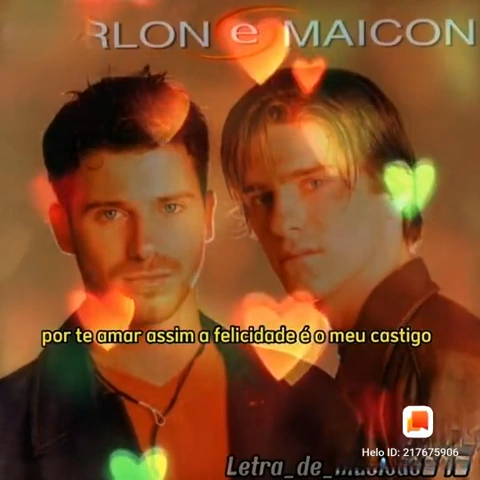 RLON e MAICON
por te amar assim a felicidade é o meu castigo
Helo ID: 217675906
Letra_de_